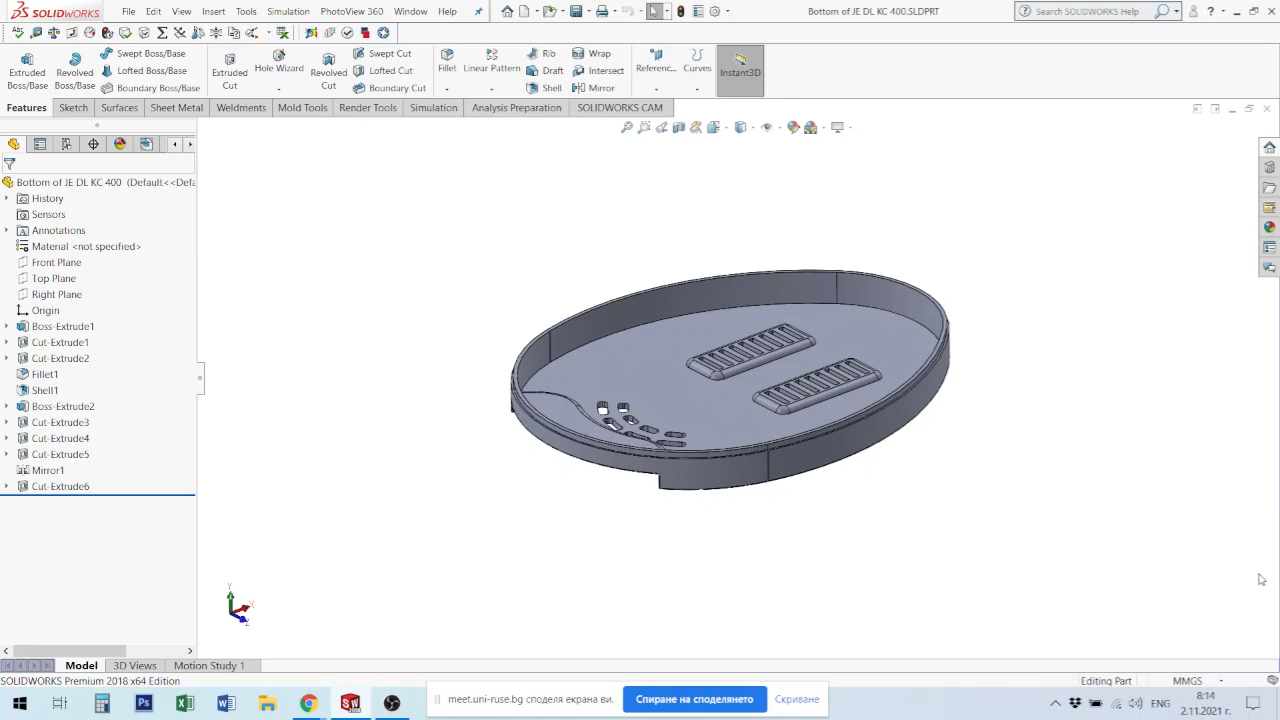 SOLIDWORKS File Edit View Insert Tools Simulation PhotoView 360 Window Help Bottom of JE DL KC 400.SLDPRT Search SOLIDWORKS Help
Extruded Boss/Base
Revolved Boss/Base
Swept Boss/Base
Lofted Boss/Base
Boundary Boss/Base
Extruded Cut
Hole Wizard
Revolved Cut
Swept Cut
Lofted Cut
Boundary Cut
Fillet
Linear Pattern
Rib
Draft
Shell
Wrap
Intersect
Mirror
Referenc...
Curves
Instant3D
Features Sketch Surfaces Sheet Metal Weldments Mold Tools Render Tools Simulation Analysis Preparation SOLIDWORKS CAM
Bottom of JE DL KC 400 (Default<<Defa
History
Sensors
Annotations
Material <not specified>
Front Plane
Top Plane
Right Plane
Origin
Boss-Extrude1
Cut-Extrude1
Cut-Extrude2
Fillet1
Shell1
Boss-Extrude2
Cut-Extrude3
Cut-Extrude4
Cut-Extrude5
Mirror1
Cut-Extrude6
Y
X
Z
Model 3D Views Motion Study 1
SOLIDWORKS Premium 2018 x64 Edition Editing Part MMGS
meet.uni-ruse.bg споделя екрана ви. Спиране на споделянето Скриване
ENG
8:14
2.11.2021 г.